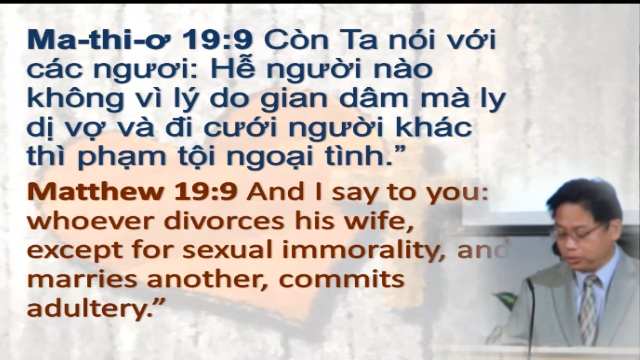 Ma-thi-ơ 19:9 Còn Ta nói với
các ngươi: Hễ người nào
không vì lý do gian dâm mà ly
dị vợ và đi cưới người khác
thì phạm tội ngoại tình.”
Matthew 19:9 And I say to you:
whoever divorces his wife,
except for sexual immorality, and
marries another, commits
adultery.”